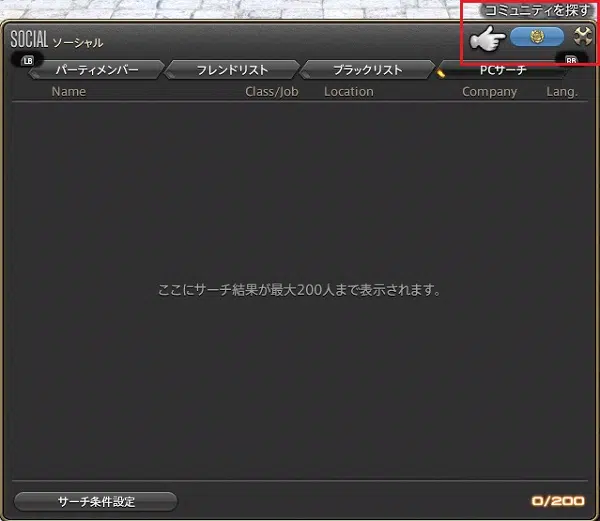 コミュニティを探す
SOCIAL ソーシャル
LB パーティメンバー フレンドリスト ブラックリスト PCサーチ RB
Name Class/Job Location Company Lang.
ここにサーチ結果が最大200人まで表示されます。
サーチ条件設定 0/200